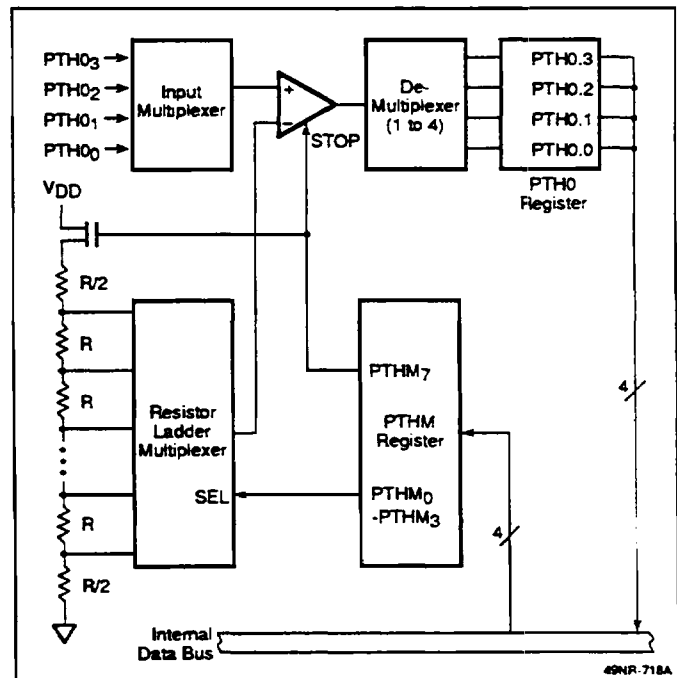 PTH0₃
PTH0₂
PTH0₁
PTH0₀
Input
Multiplexer
+
–
STOP
De-
Multiplexer
(1 to 4)
PTH0.3
PTH0.2
PTH0.1
PTH0.0
PTH0
Register
V_DD
R/2
R
R
R
R/2
Resistor
Ladder
Multiplexer
SEL
PTHM₇
PTHM
Register
PTHM₀
-PTHM₃
4
4
Internal
Data Bus
49NR-718A